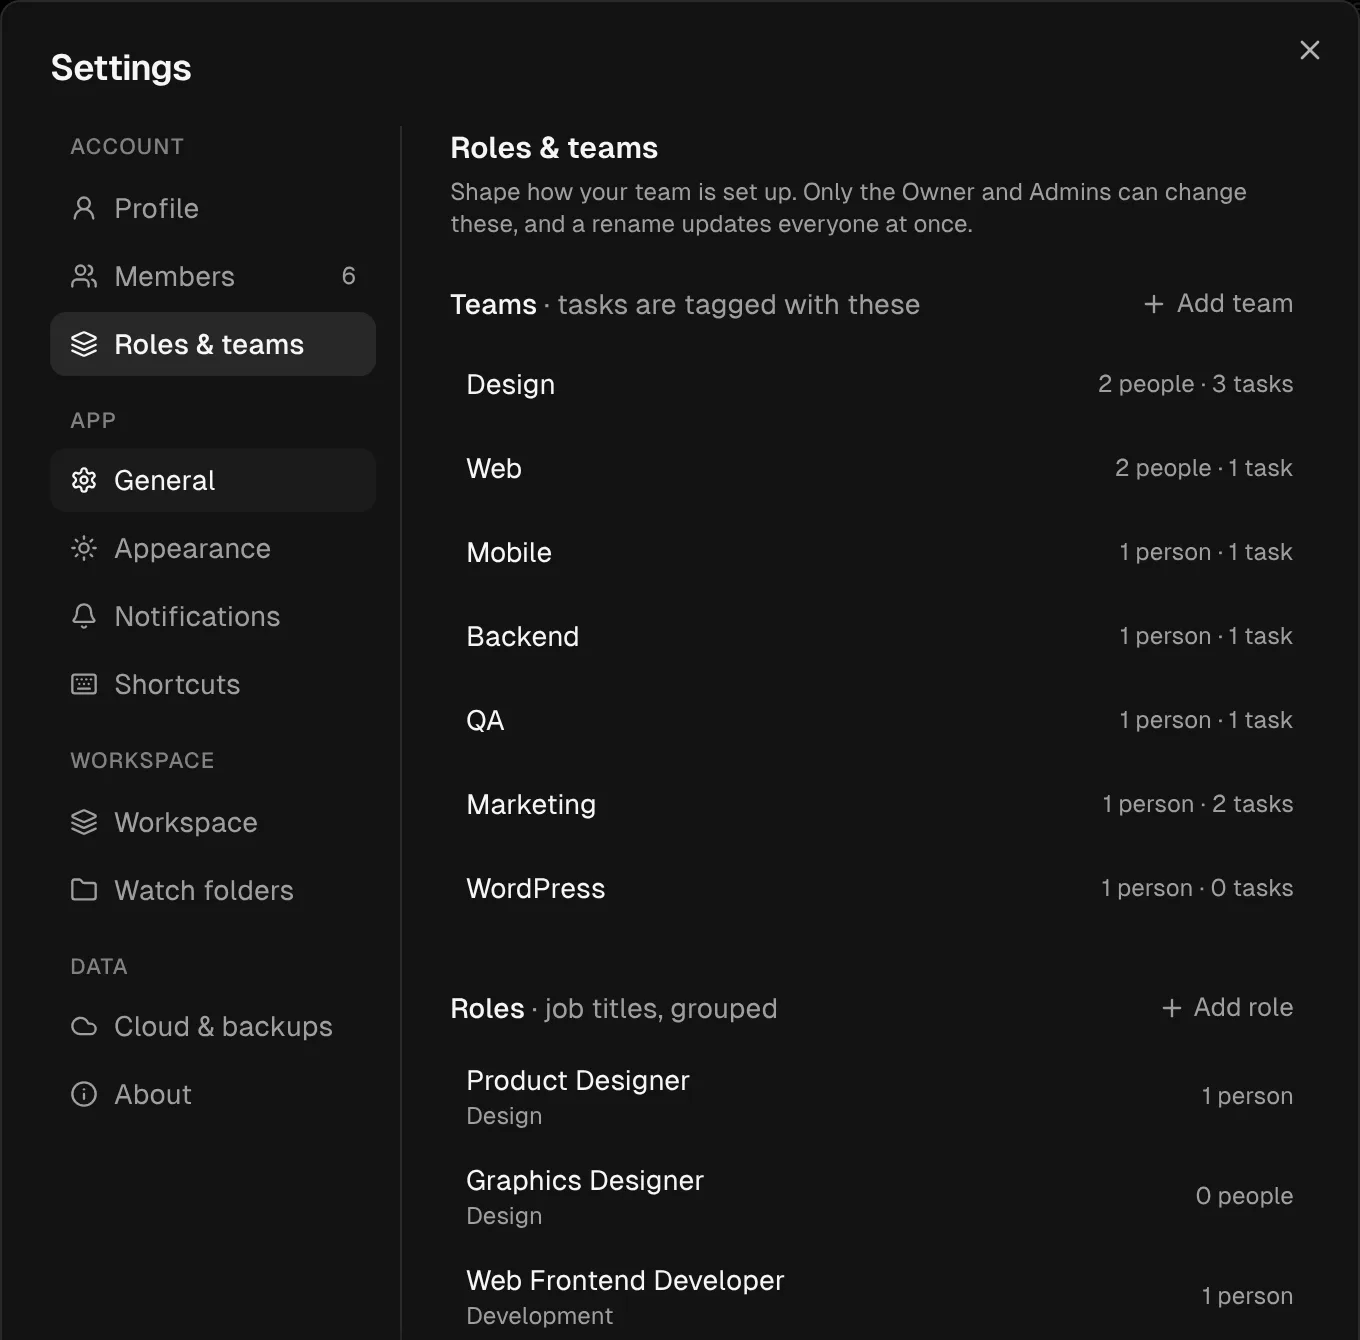 Settings
ACCOUNT
Profile
Members 6
Roles & teams
APP
General
Appearance
Notifications
Shortcuts
WORKSPACE
Workspace
Watch folders
DATA
Cloud & backups
About
Roles & teams
Shape how your team is set up. Only the Owner and Admins can change
these, and a rename updates everyone at once.
Teams · tasks are tagged with these + Add team
Design 2 people · 3 tasks
Web 2 people · 1 task
Mobile 1 person · 1 task
Backend 1 person · 1 task
QA 1 person · 1 task
Marketing 1 person · 2 tasks
WordPress 1 person · 0 tasks
Roles · job titles, grouped + Add role
Product Designer
Design 1 person
Graphics Designer
Design 0 people
Web Frontend Developer
Development 1 person